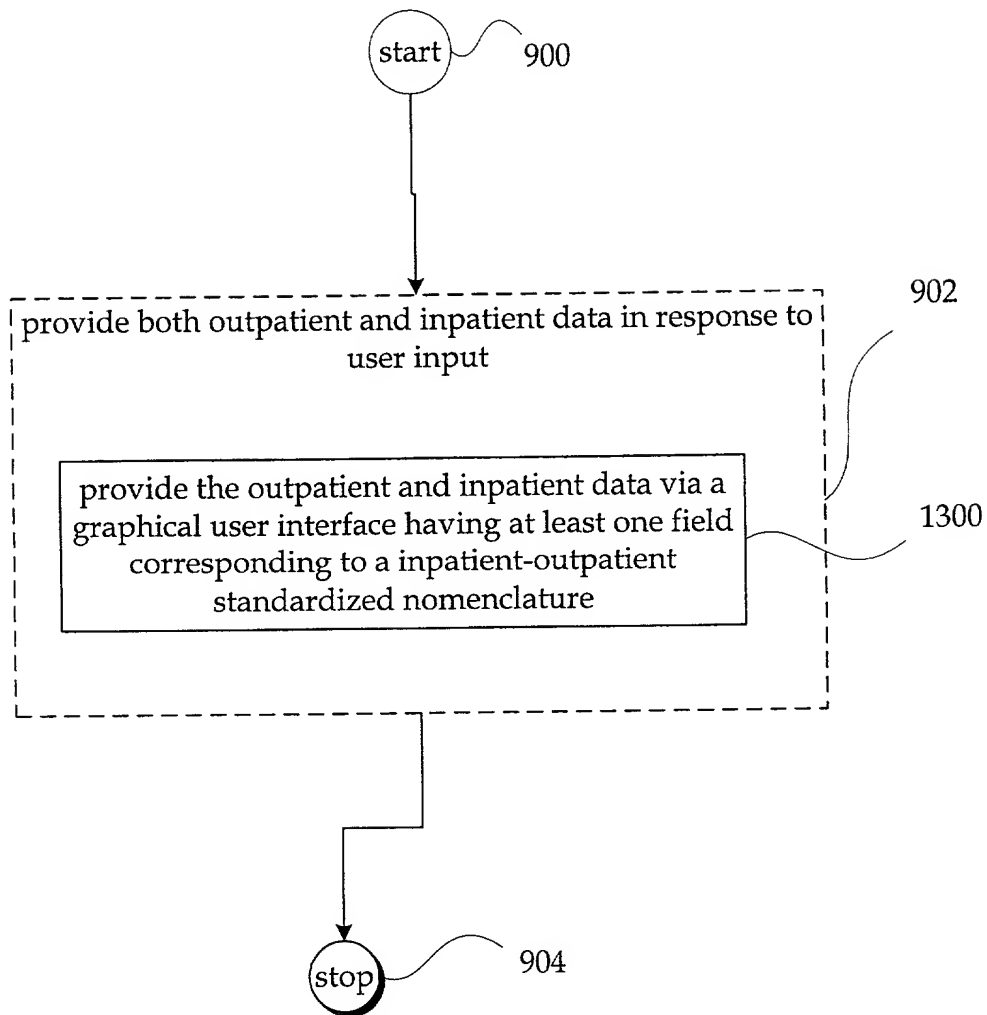 start
900
902
provide both outpatient and inpatient data in response to
user input
provide the outpatient and inpatient data via a
graphical user interface having at least one field
corresponding to a inpatient-outpatient
standardized nomenclature
1300
stop
904